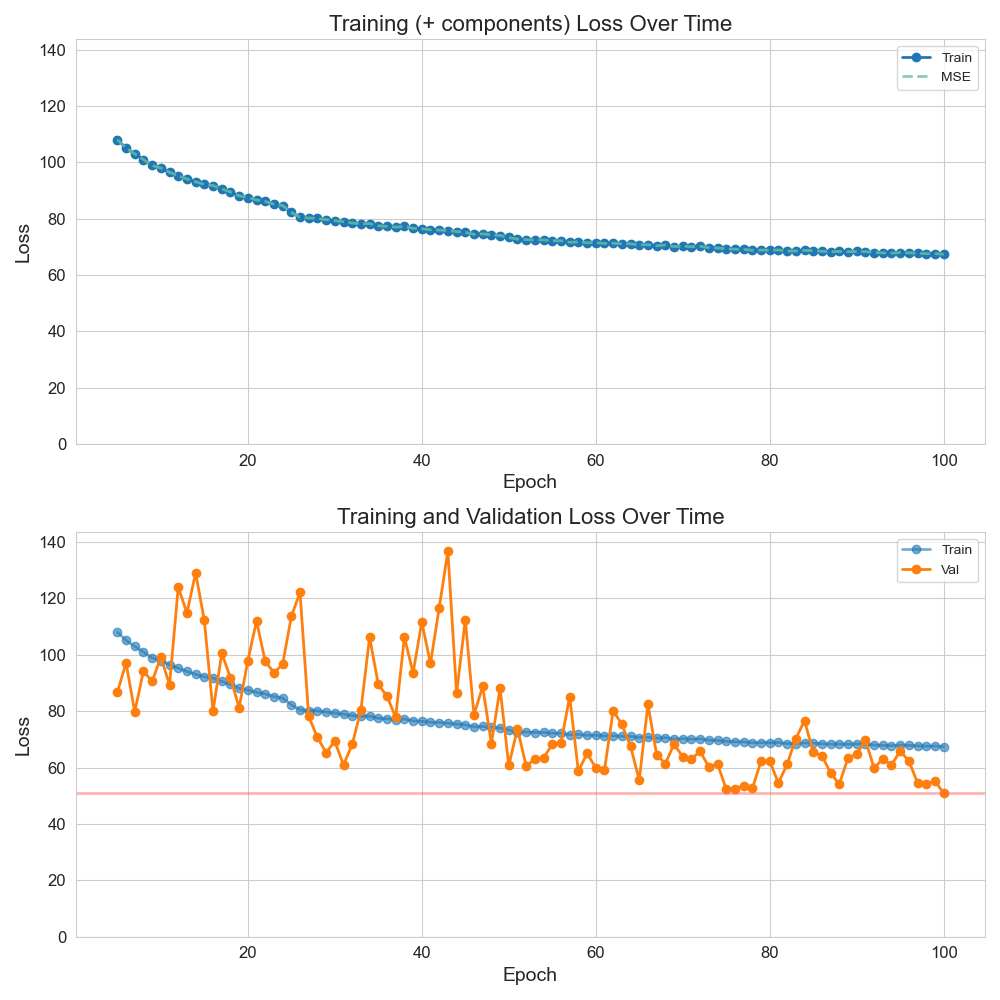 Training (+ components) Loss Over Time
140
120
100
80
60
40
20
0
Loss
Train
MSE
20 40 60 80 100
Epoch
Training and Validation Loss Over Time
140
120
100
80
60
40
20
0
Loss
Train
Val
20 40 60 80 100
Epoch